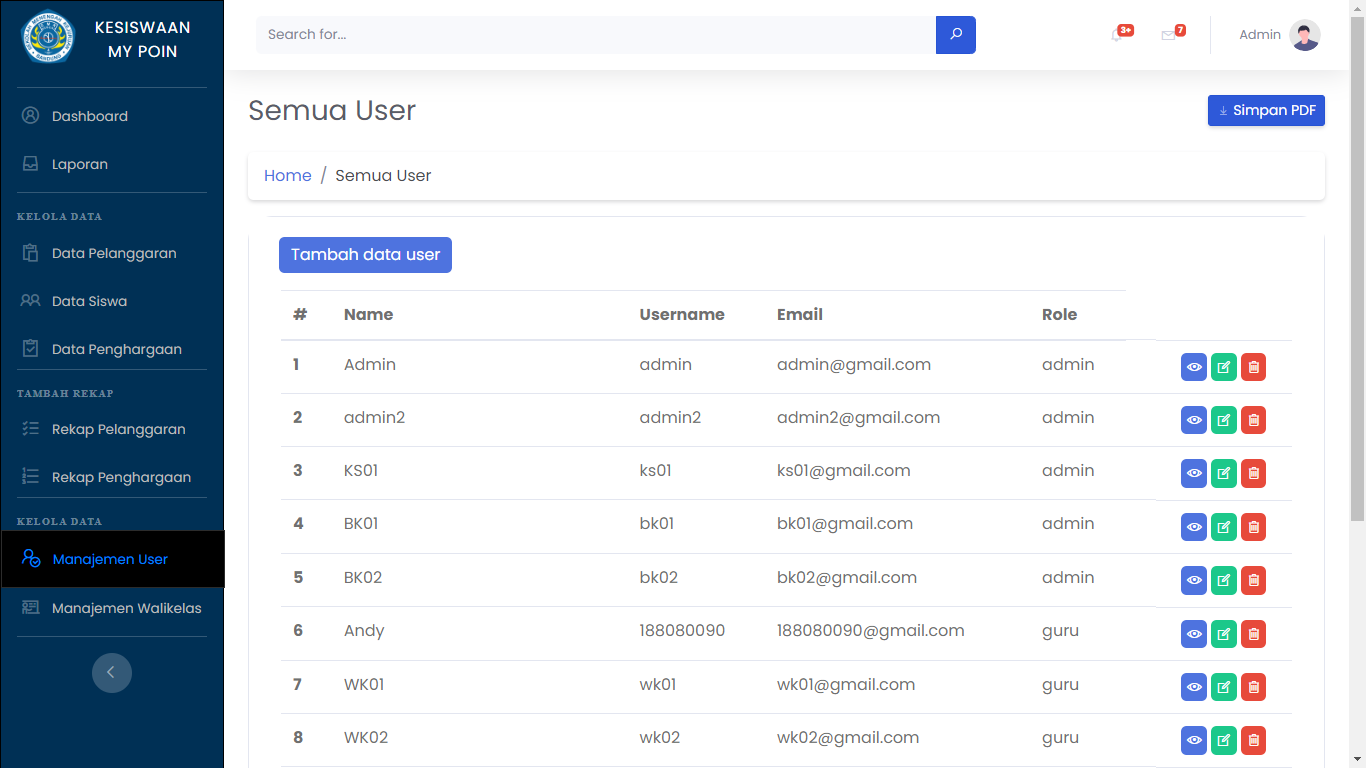 KESISWAAN
MY POIN
Search for...
3+
7
Admin
Dashboard
Laporan
KELOLA DATA
Data Pelanggaran
Data Siswa
Data Penghargaan
TAMBAH REKAP
Rekap Pelanggaran
Rekap Penghargaan
KELOLA DATA
Manajemen User
Manajemen Walikelas
Semua User
Simpan PDF
Home / Semua User
Tambah data user
# Name Username Email Role
1 Admin admin admin@gmail.com admin
2 admin2 admin2 admin2@gmail.com admin
3 KS01 ks01 ks01@gmail.com admin
4 BK01 bk01 bk01@gmail.com admin
5 BK02 bk02 bk02@gmail.com admin
6 Andy 188080090 188080090@gmail.com guru
7 WK01 wk01 wk01@gmail.com guru
8 WK02 wk02 wk02@gmail.com guru